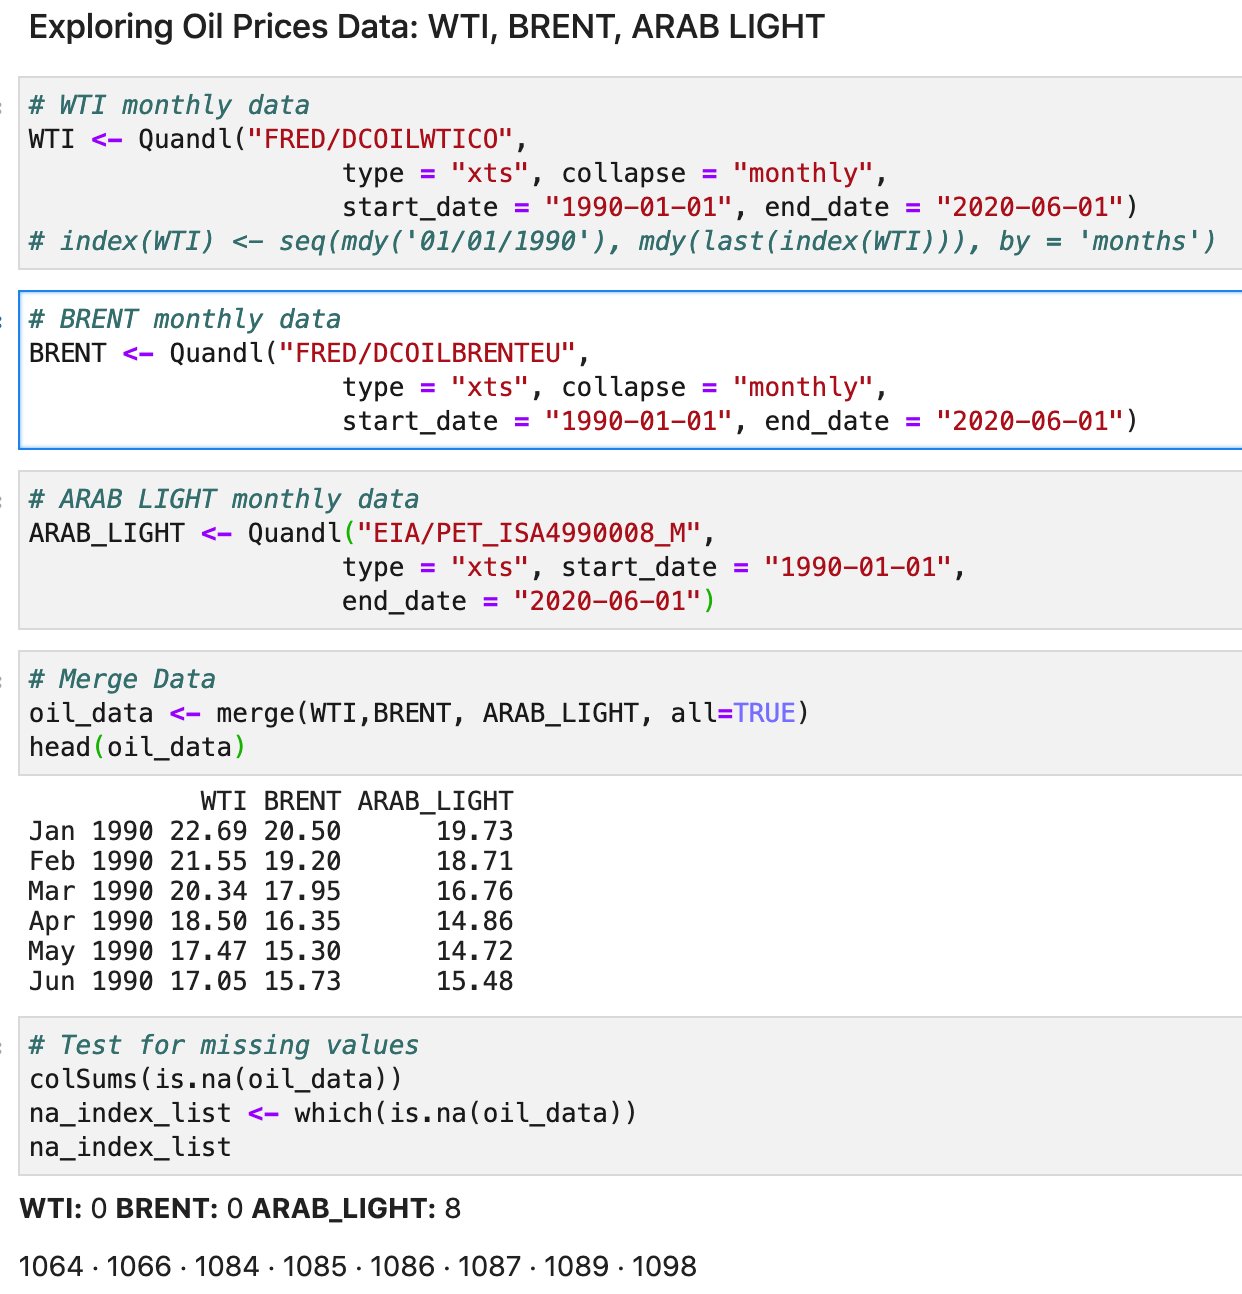 Exploring Oil Prices Data: WTI, BRENT, ARAB LIGHT
# WTI monthly data
WTI <- Quandl("FRED/DCOILWTICO",
type = "xts", collapse = "monthly",
start_date = "1990-01-01", end_date = "2020-06-01")
# index(WTI) <- seq(mdy('01/01/1990'), mdy(last(index(WTI))), by = 'months')
# BRENT monthly data
BRENT <- Quandl("FRED/DCOILBRENTEU",
type = "xts", collapse = "monthly",
start_date = "1990-01-01", end_date = "2020-06-01")
# ARAB LIGHT monthly data
ARAB_LIGHT <- Quandl("EIA/PET_ISA4990008_M",
type = "xts", start_date = "1990-01-01",
end_date = "2020-06-01")
# Merge Data
oil_data <- merge(WTI,BRENT, ARAB_LIGHT, all=TRUE)
head(oil_data)
WTI BRENT ARAB_LIGHT
Jan 1990 22.69 20.50 19.73
Feb 1990 21.55 19.20 18.71
Mar 1990 20.34 17.95 16.76
Apr 1990 18.50 16.35 14.86
May 1990 17.47 15.30 14.72
Jun 1990 17.05 15.73 15.48
# Test for missing values
colSums(is.na(oil_data))
na_index_list <- which(is.na(oil_data))
na_index_list
WTI: 0 BRENT: 0 ARAB_LIGHT: 8
1064 · 1066 · 1084 · 1085 · 1086 · 1087 · 1089 · 1098